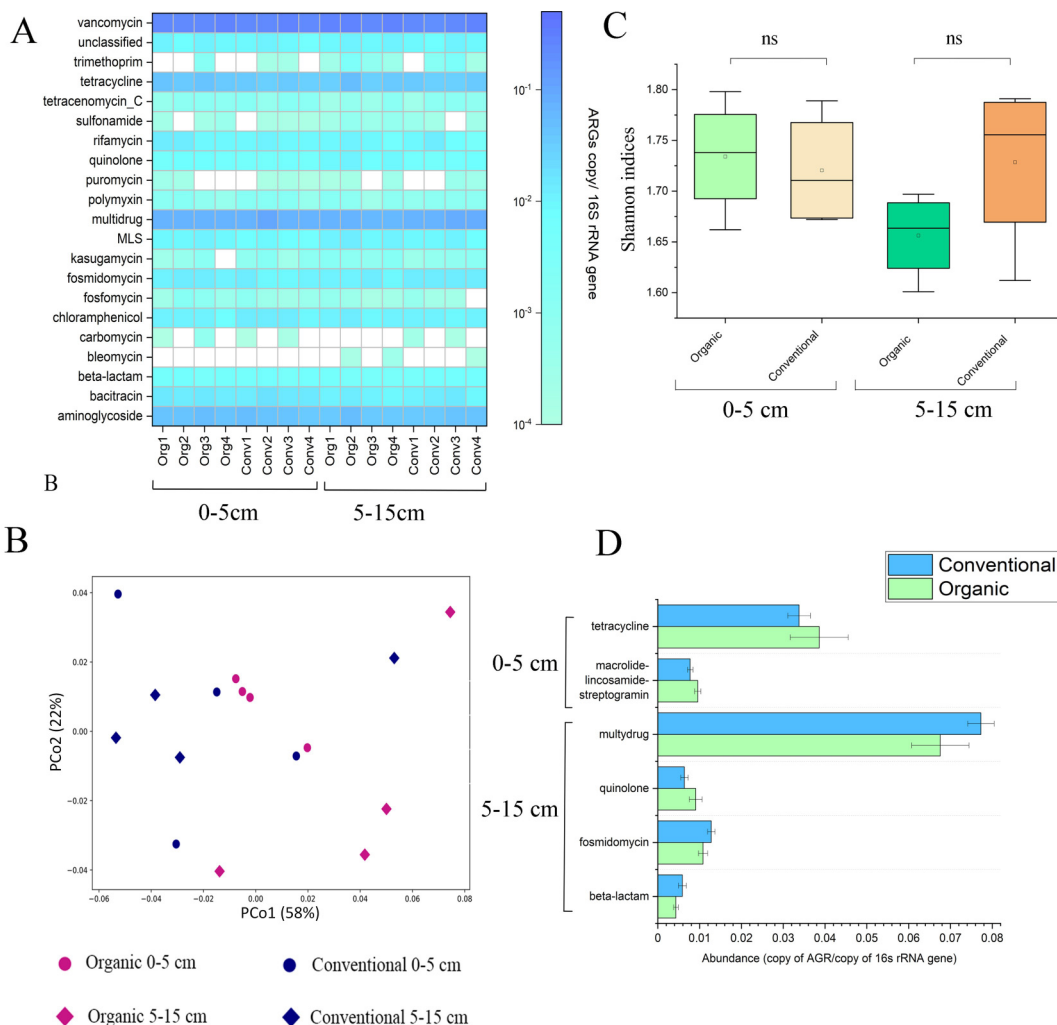 A
vancomycin
unclassified
trimethoprim
tetracycline
tetracenomycin_C
sulfonamide
rifamycin
quinolone
puromycin
polymyxin
multidrug
MLS
kasugamycin
fosmidomycin
fosfomycin
chloramphenicol
carbomycin
bleomycin
beta-lactam
bacitracin
aminoglycoside
Org1 Org2 Org3 Org4 Conv1 Conv2 Conv3 Conv4 Org1 Org2 Org3 Org4 Conv1 Conv2 Conv3 Conv4
0-5cm 5-15cm
10-1
10-2
10-3
10-4
ARGs copy/ 16S rRNA gene
B
C
ns ns
1.80
1.75
1.70
1.65
1.60
Shannon indices
Organic Conventional Organic Conventional
0-5 cm 5-15 cm
B
0.04
0.02
0.00
−0.02
−0.04
PCo2 (22%)
−0.06 −0.04 −0.02 0.00 0.02 0.04 0.06 0.08
PCo1 (58%)
Organic 0-5 cm Conventional 0-5 cm
Organic 5-15 cm Conventional 5-15 cm
D
Conventional
Organic
0-5 cm
tetracycline
macrolide-
lincosamide-
streptogramin
5-15 cm
multydrug
quinolone
fosmidomycin
beta-lactam
0 0.01 0.02 0.03 0.04 0.05 0.06 0.07 0.08
Abundance (copy of AGR/copy of 16s rRNA gene)